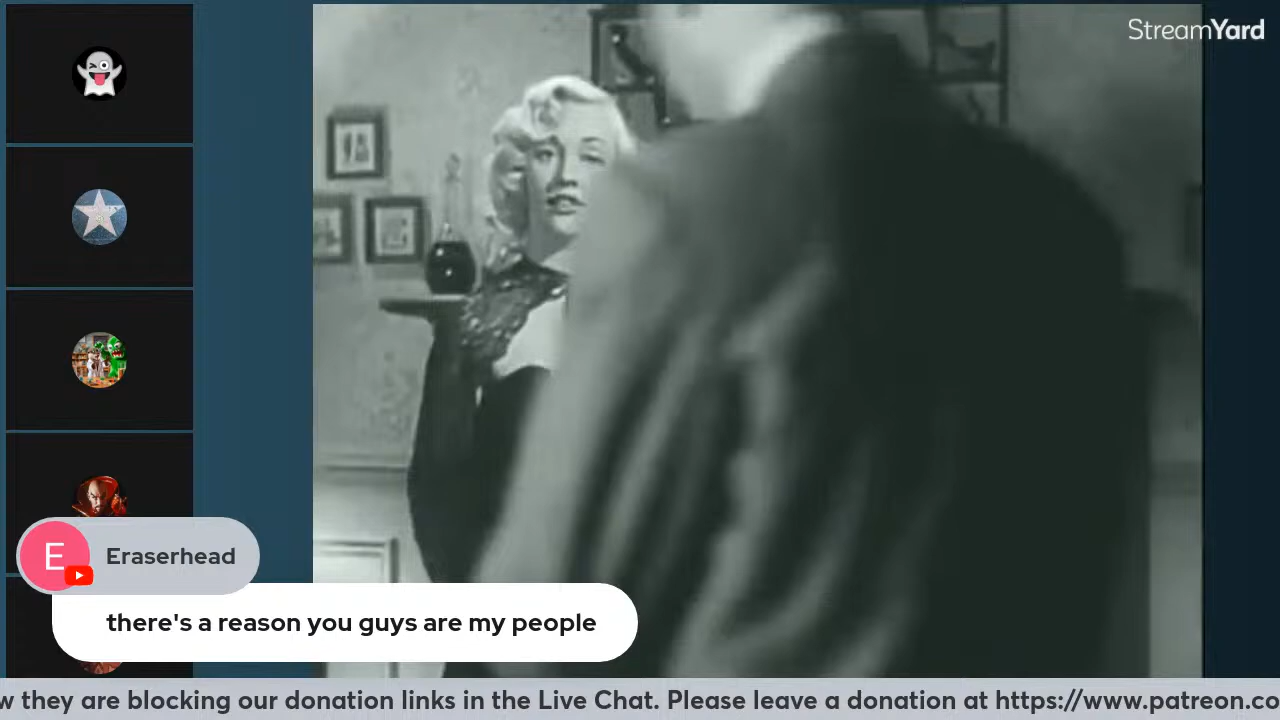 StreamYard
E
Eraserhead
there's a reason you guys are my people
w they are blocking our donation links in the Live Chat. Please leave a donation at https://www.patreon.co